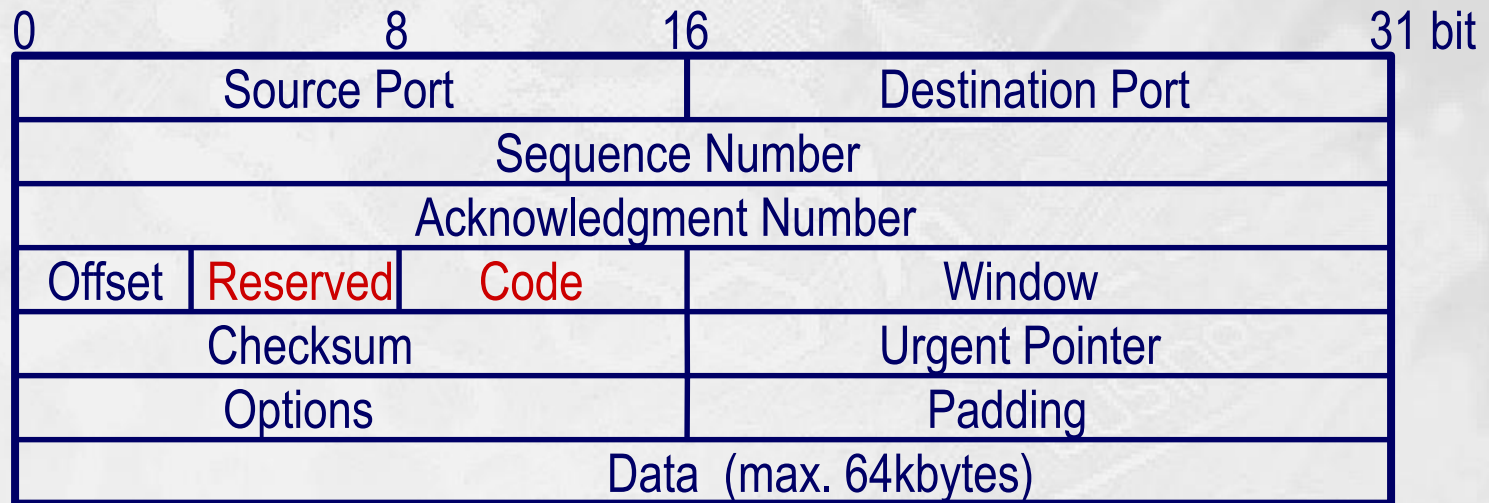 0 8 16 31 bit
Source Port Destination Port
Sequence Number
Acknowledgment Number
Offset Reserved Code Window
Checksum Urgent Pointer
Options Padding
Data (max. 64kbytes)